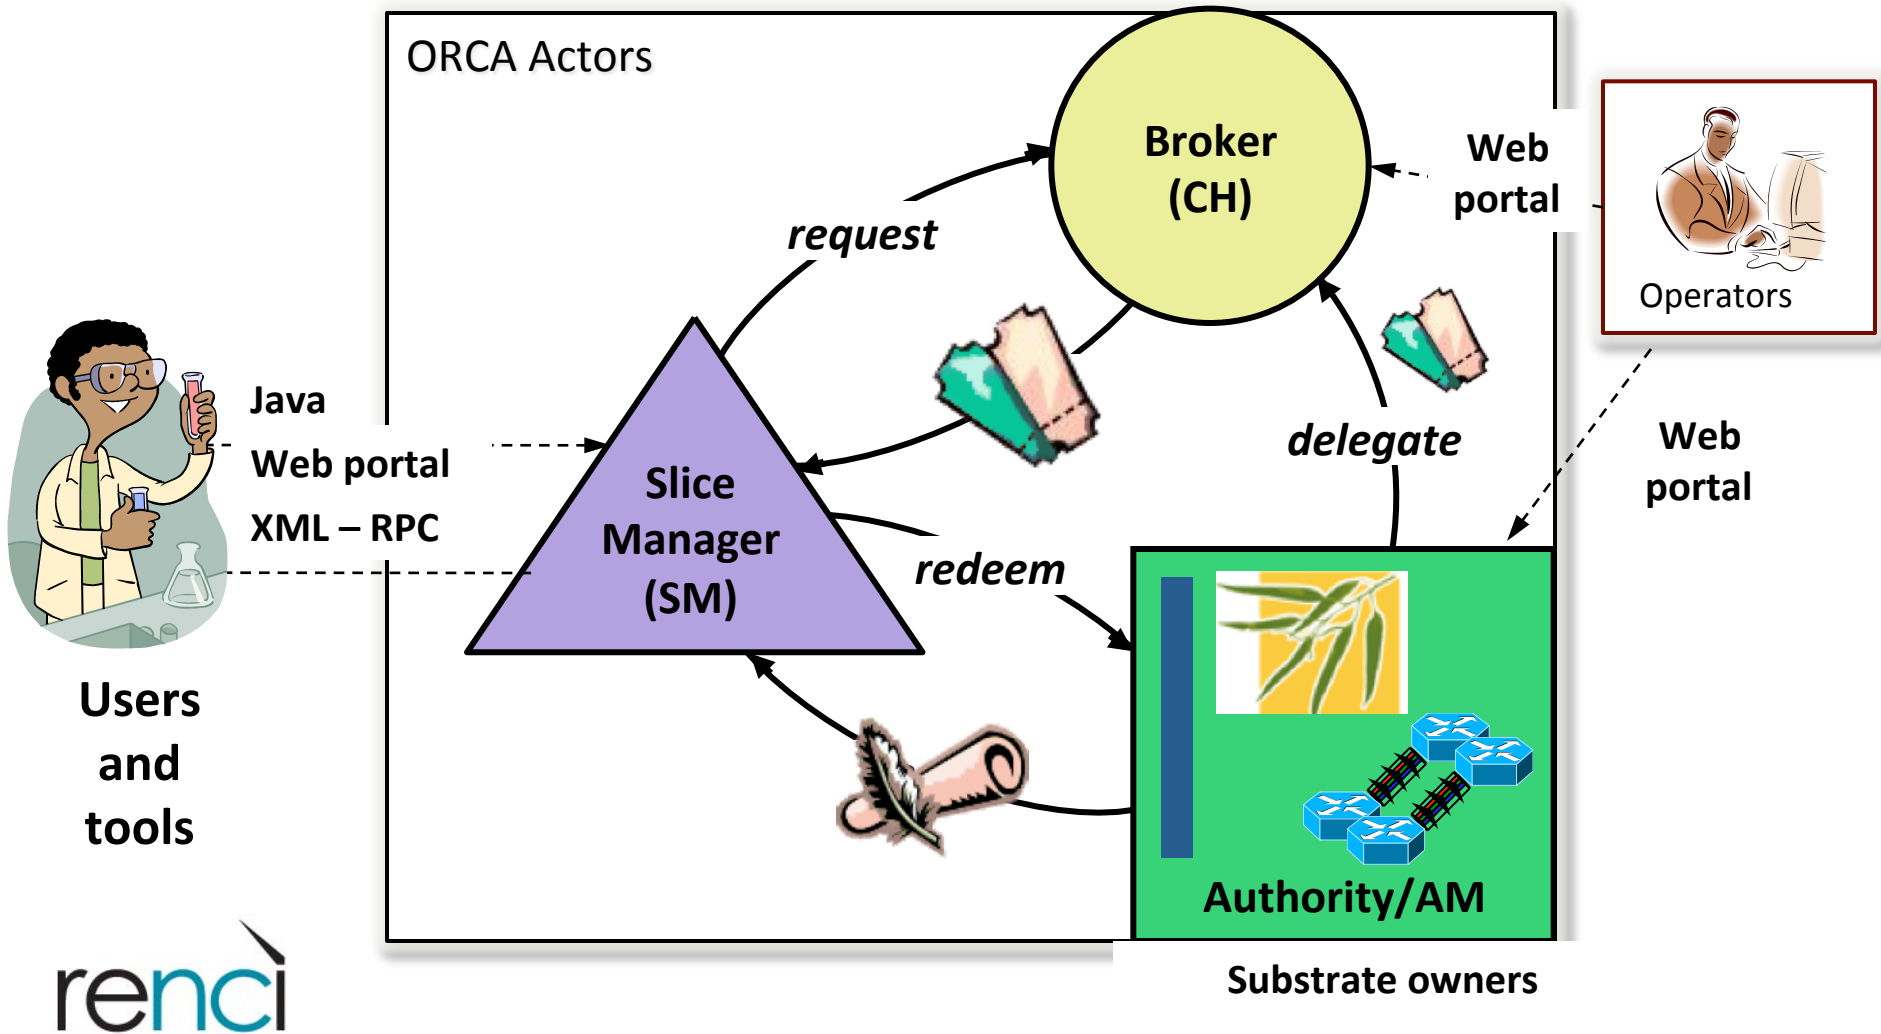 ORCA Actors
Broker
(CH)
Web
portal
Operators
request
Java
Web portal
XML – RPC
delegate
Web
portal
Slice
Manager
(SM)
redeem
Users
and
tools
Authority/AM
Substrate owners
renci